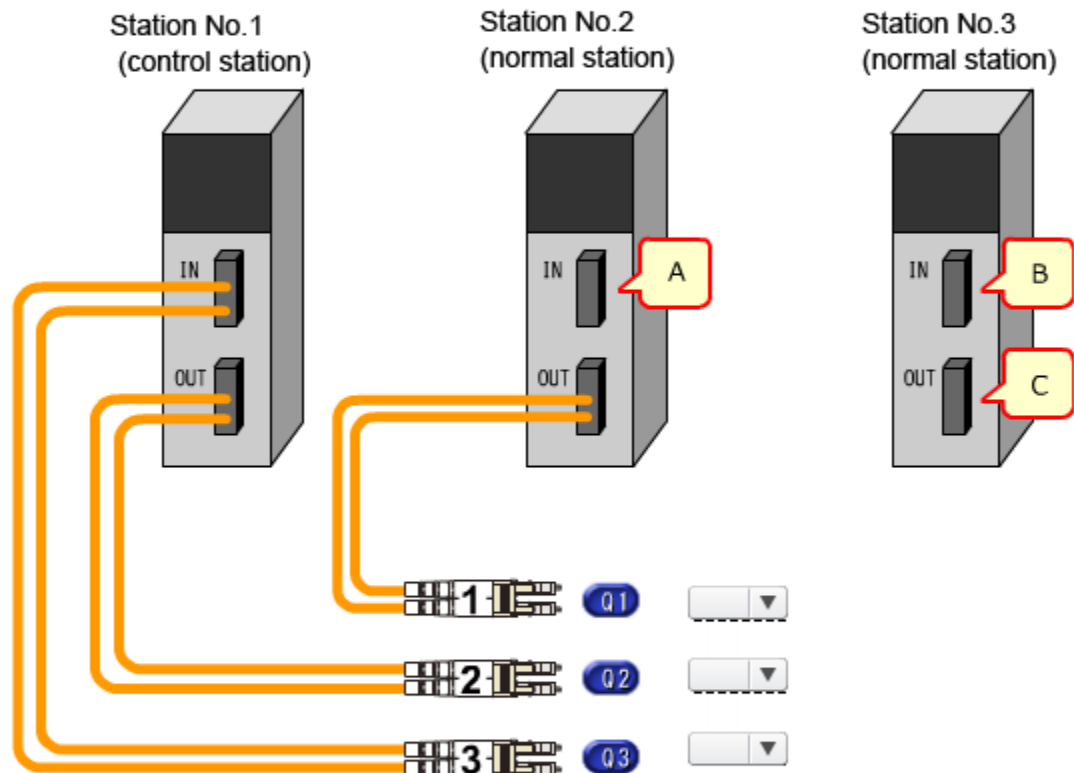 Station No.1
(control station)
Station No.2
(normal station)
Station No.3
(normal station)
IN
IN
A
IN
B
OUT
OUT
OUT
C
1
Q1
2
Q2
3
Q3